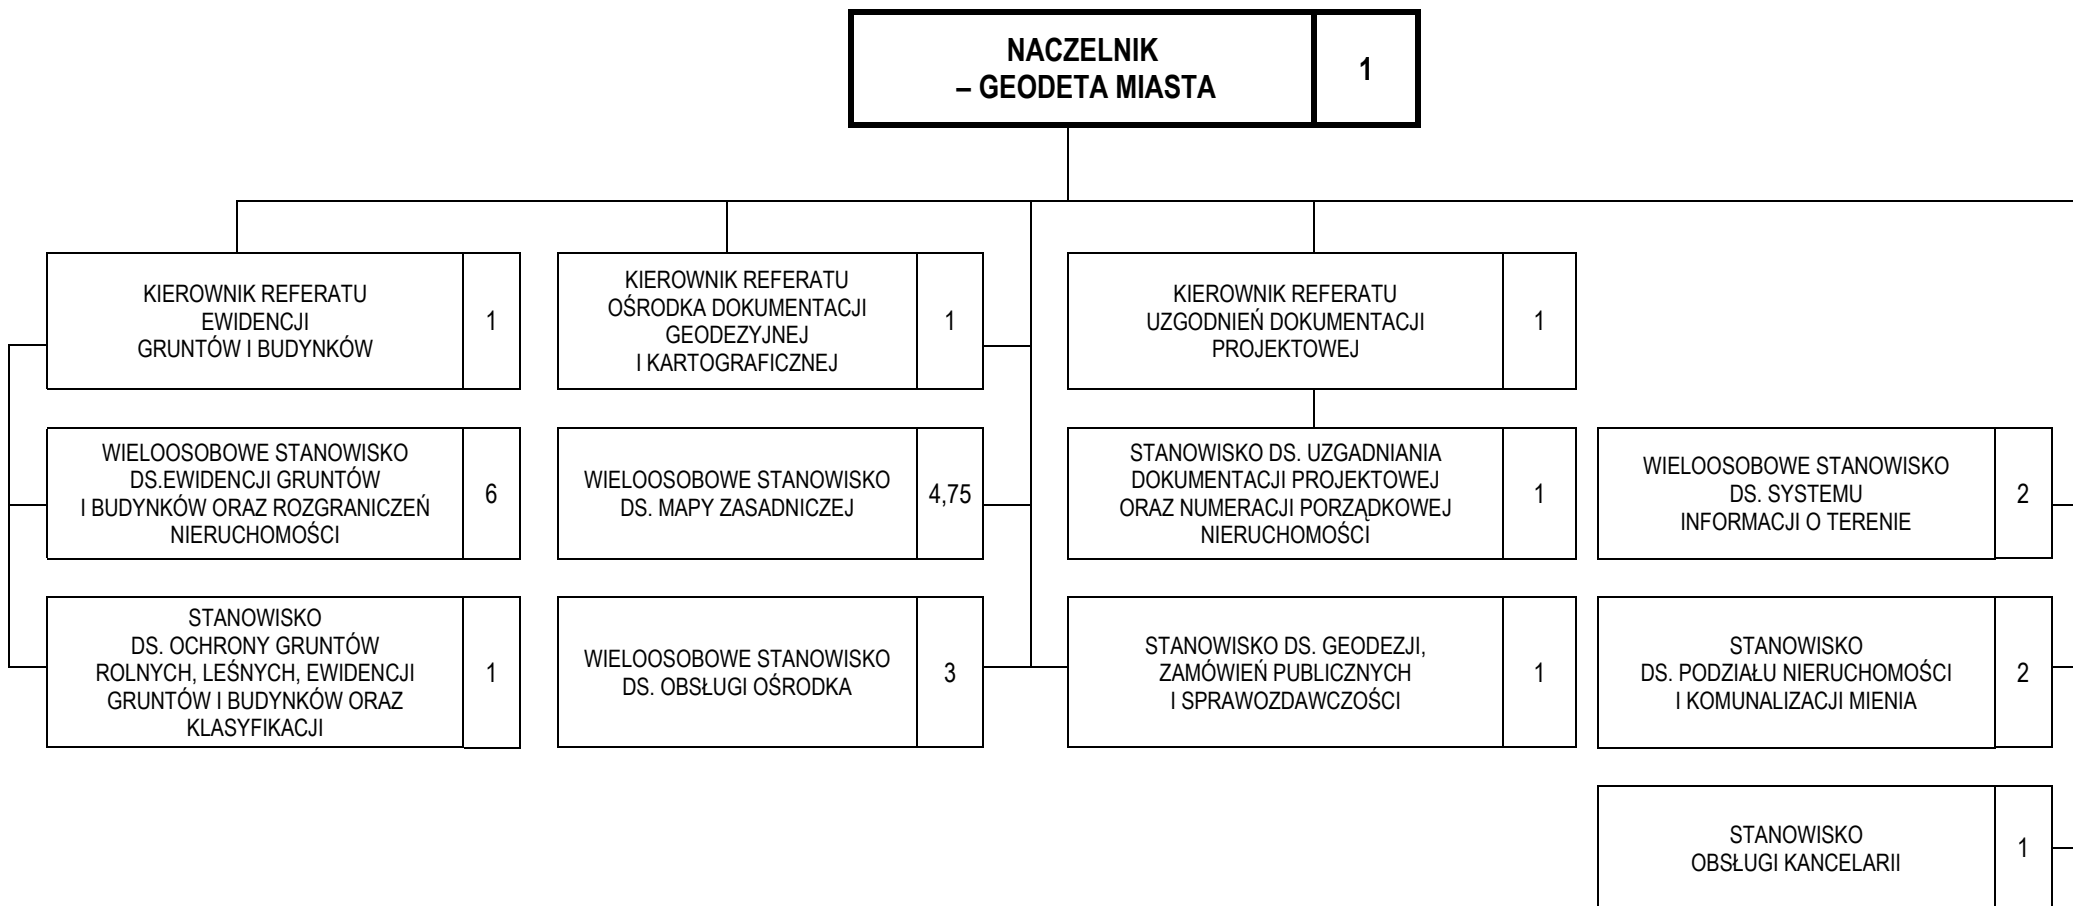 NACZELNIK
– GEODETA MIASTA
1
KIEROWNIK REFERATU
EWIDENCJI
GRUNTÓW I BUDYNKÓW
1
KIEROWNIK REFERATU
OŚRODKA DOKUMENTACJI
GEODEZYJNEJ
I KARTOGRAFICZNEJ
1
KIEROWNIK REFERATU
UZGODNIEŃ DOKUMENTACJI
PROJEKTOWEJ
1
WIELOOSOBOWE STANOWISKO
DS.EWIDENCJI GRUNTÓW
I BUDYNKÓW ORAZ ROZGRANICZEŃ
NIERUCHOMOŚCI
6
WIELOOSOBOWE STANOWISKO
DS. MAPY ZASADNICZEJ
4,75
STANOWISKO DS. UZGADNIANIA
DOKUMENTACJI PROJEKTOWEJ
ORAZ NUMERACJI PORZĄDKOWEJ
NIERUCHOMOŚCI
1
WIELOOSOBOWE STANOWISKO
DS. SYSTEMU
INFORMACJI O TERENIE
2
STANOWISKO
DS. OCHRONY GRUNTÓW
ROLNYCH, LEŚNYCH, EWIDENCJI
GRUNTÓW I BUDYNKÓW ORAZ
KLASYFIKACJI
1
WIELOOSOBOWE STANOWISKO
DS. OBSŁUGI OŚRODKA
3
STANOWISKO DS. GEODEZJI,
ZAMÓWIEŃ PUBLICZNYCH
I SPRAWOZDAWCZOŚCI
1
STANOWISKO
DS. PODZIAŁU NIERUCHOMOŚCI
I KOMUNALIZACJI MIENIA
2
STANOWISKO
OBSŁUGI KANCELARII
1